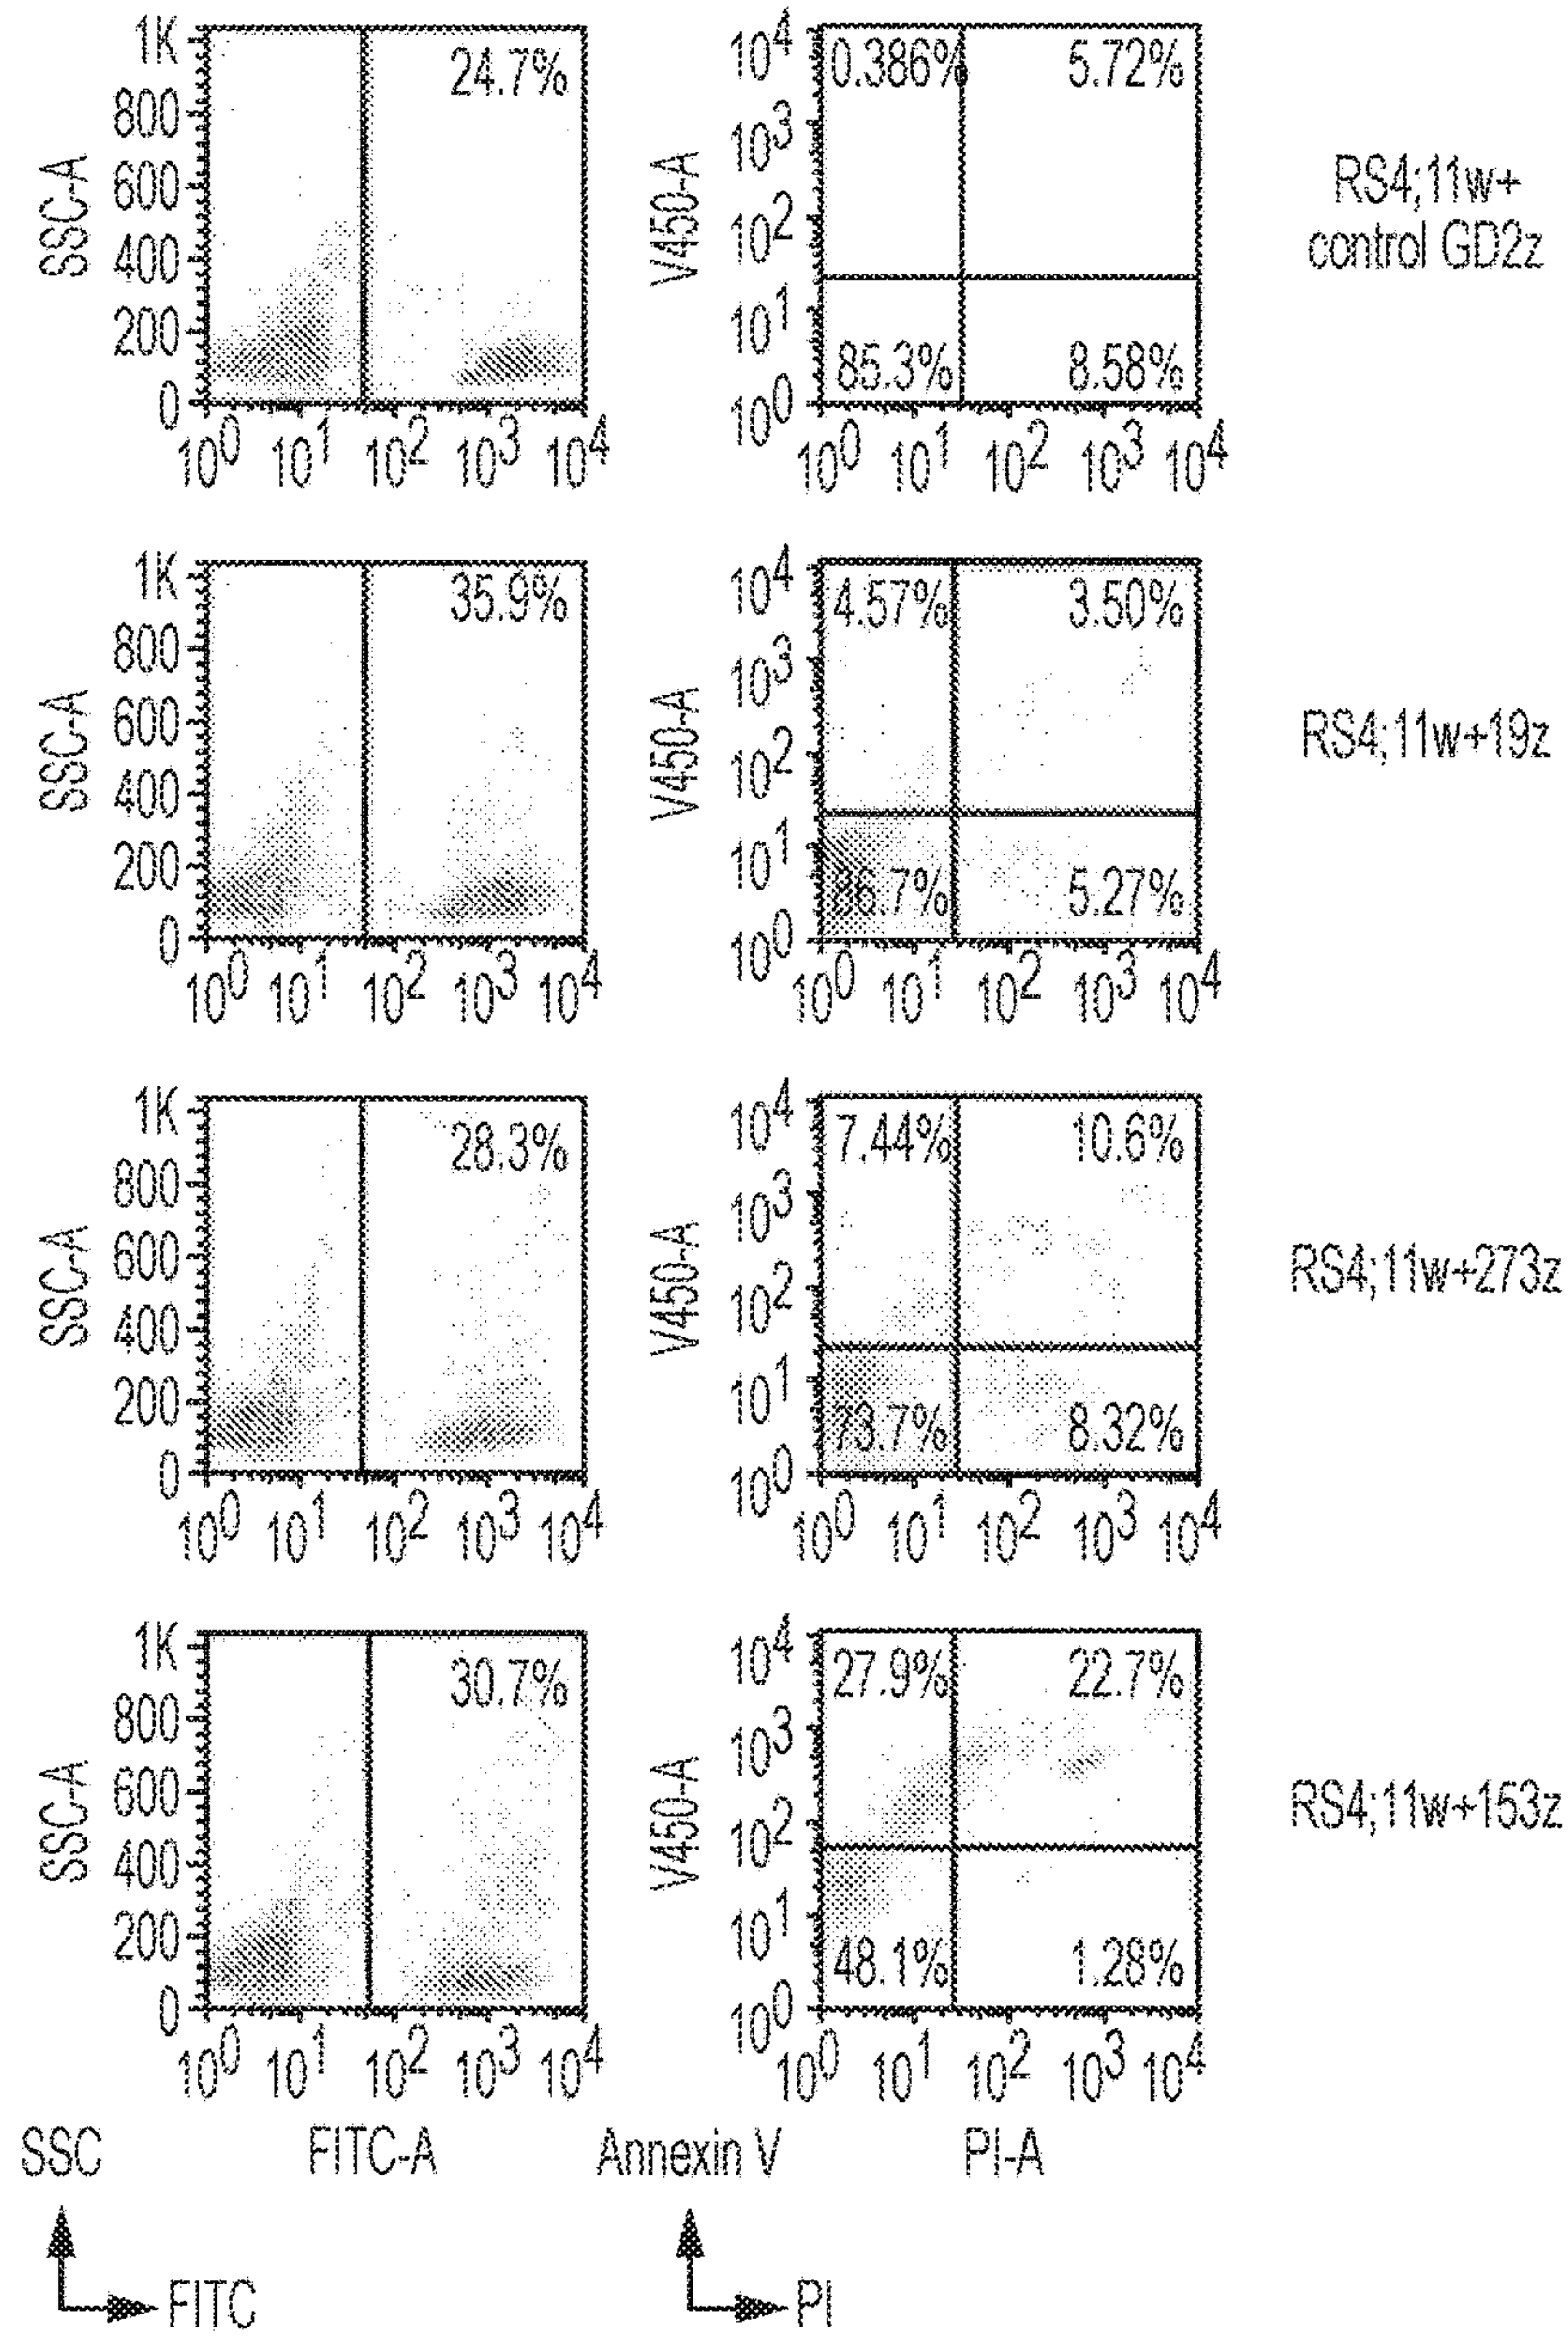 1K
24.7%
800
600
400
200
0
SSC-A
10^0 10^1 10^2 10^3 10^4
10^4
0.386% 5.72%
10^3
10^2
10^1
85.3% 8.58%
10^0
V450-A
10^0 10^1 10^2 10^3 10^4
RS4;11w+
control GD2z
1K
35.9%
800
600
400
200
0
SSC-A
10^0 10^1 10^2 10^3 10^4
10^4
4.57% 3.50%
10^3
10^2
10^1
6.7% 5.27%
10^0
V450-A
10^0 10^1 10^2 10^3 10^4
RS4;11w+19z
1K
28.3%
800
600
400
200
0
SSC-A
10^0 10^1 10^2 10^3 10^4
10^4
7.44% 10.6%
10^3
10^2
10^1
73.7% 8.32%
10^0
V450-A
10^0 10^1 10^2 10^3 10^4
RS4;11w+273z
1K
30.7%
800
600
400
200
0
SSC-A
10^0 10^1 10^2 10^3 10^4
10^4
27.9% 22.7%
10^3
10^2
10^1
48.1% 1.28%
10^0
V450-A
10^0 10^1 10^2 10^3 10^4
RS4;11w+153z
SSC FITC-A Annexin V PI-A
FITC PI